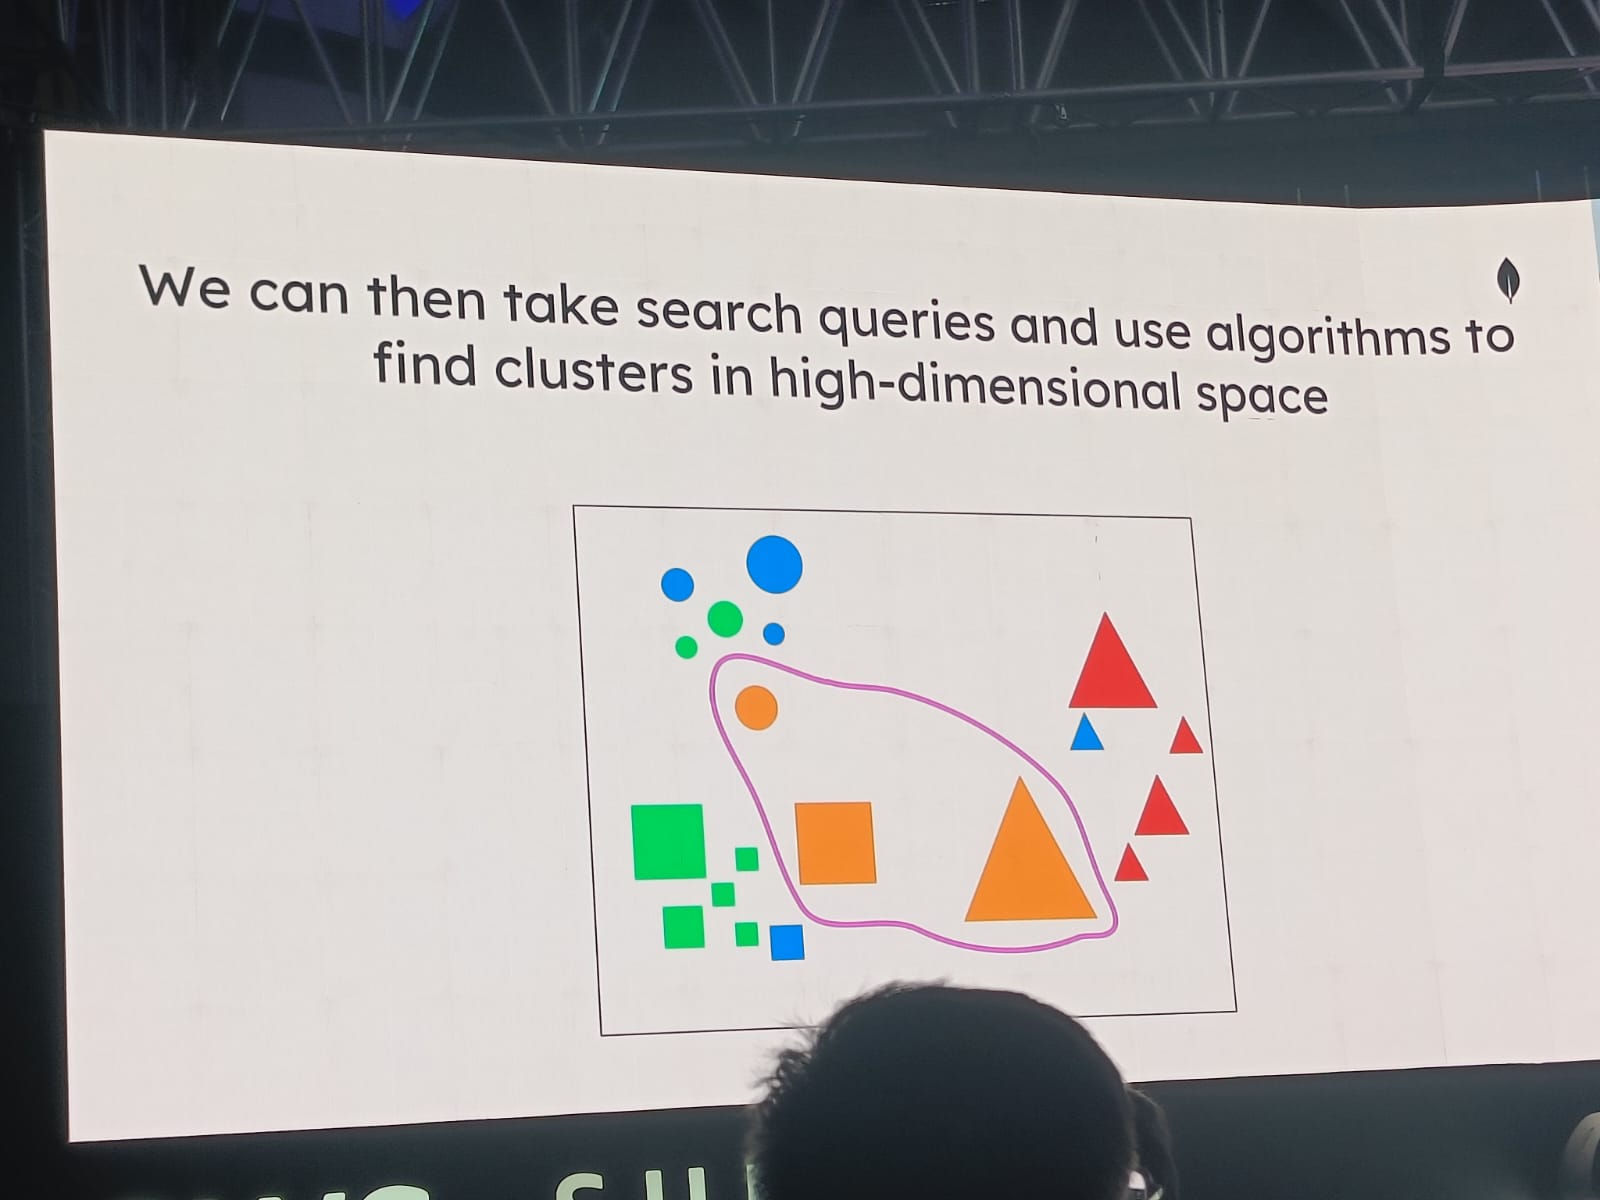 We can then take search queries and use algorithms to
find clusters in high-dimensional space